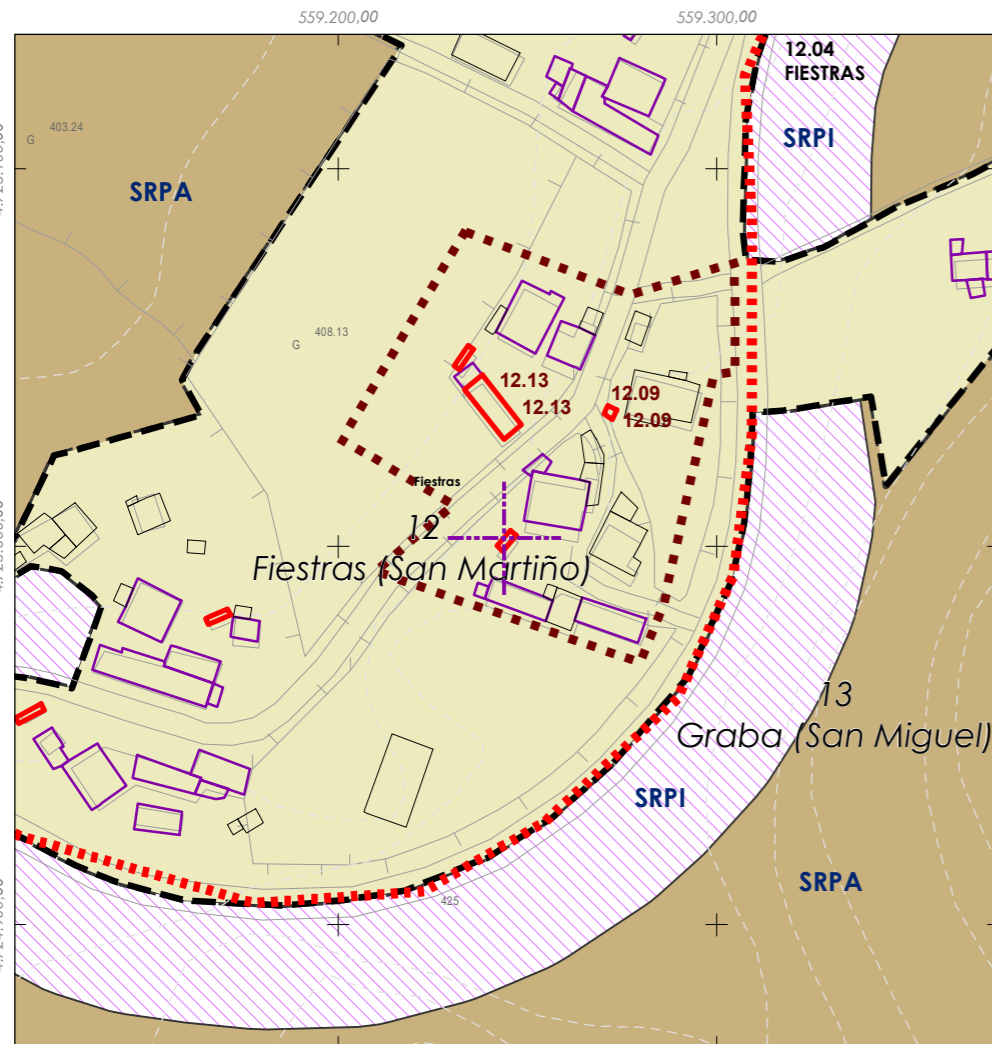 559.200,00
559.300,00
12.04
FIESTRAS
SRPI
G 403.24
SRPA
G 408.13
12.13
12.13
12.09
12.09
Fiestras
12
Fiestras (San Martiño)
13
Graba (San Miguel)
SRPI
SRPA
425